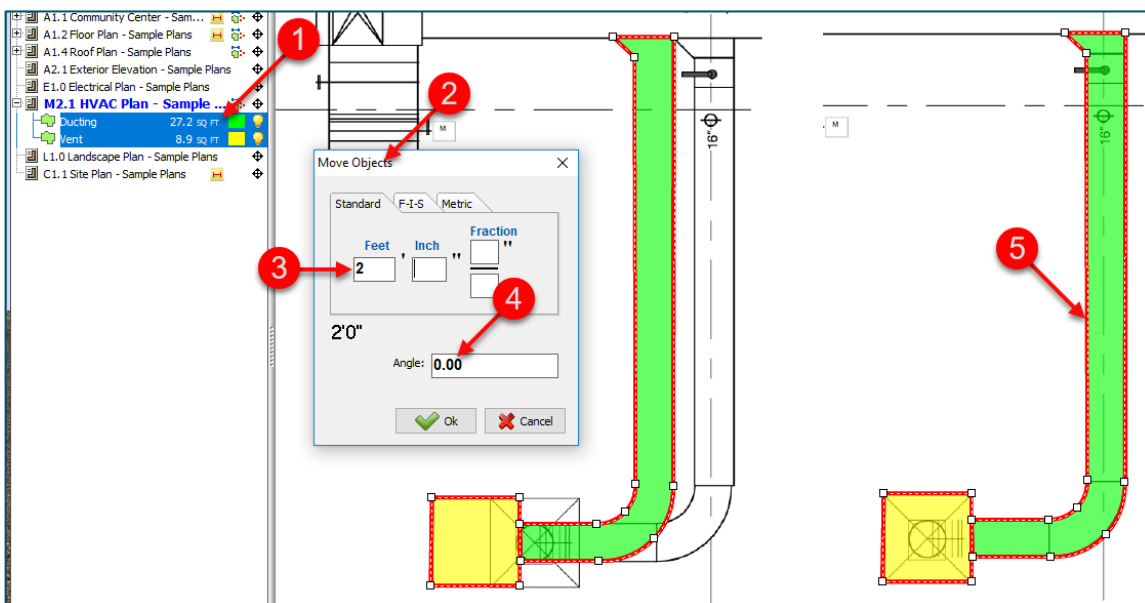 A1.1 Community Center - Sam...
A1.2 Floor Plan - Sample Plans
A1.4 Roof Plan - Sample Plans
A2.1 Exterior Elevation - Sample Plans
E1.0 Electrical Plan - Sample Plans
M2.1 HVAC Plan - Sample ...
Ducting 27.2 SQ FT
Vent 8.9 SQ FT
L1.0 Landscape Plan - Sample Plans
C1.1 Site Plan - Sample Plans
1
2
M
Move Objects
Standard F-I-S Metric
Feet Inch Fraction
2 ' " "
3
4
2'0"
Angle: 0.00
Ok Cancel
16"
M
16"
5